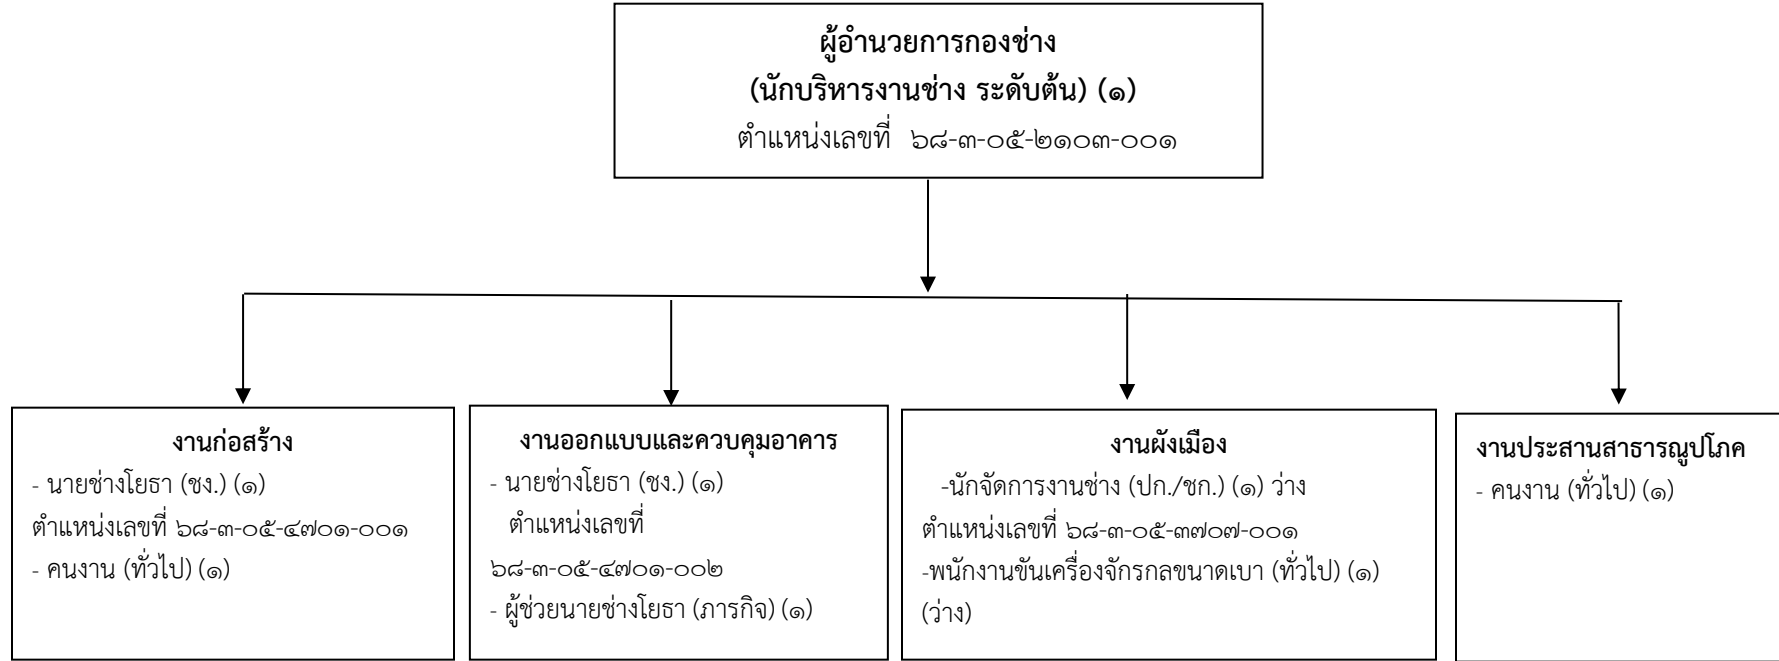 ผู้อำนวยการกองช่าง
(นักบริหารงานช่าง ระดับต้น) (๑)
ตำแหน่งเลขที่ ๖๘-๓-๐๕-๒๑๐๓-๐๐๑
งานก่อสร้าง
- นายช่างโยธา (ชง.) (๑)
ตำแหน่งเลขที่ ๖๘-๓-๐๕-๔๗๐๑-๐๐๑
- คนงาน (ทั่วไป) (๑)
งานออกแบบและควบคุมอาคาร
- นายช่างโยธา (ชง.) (๑)
ตำแหน่งเลขที่
๖๘-๓-๐๕-๔๗๐๑-๐๐๒
- ผู้ช่วยนายช่างโยธา (ภารกิจ) (๑)
งานผังเมือง
-นักจัดการงานช่าง (ปก./ชก.) (๑) ว่าง
ตำแหน่งเลขที่ ๖๘-๓-๐๕-๓๗๐๗-๐๐๑
-พนักงานขับเครื่องจักรกลขนาดเบา (ทั่วไป) (๑)
(ว่าง)
งานประสานสาธารณูปโภค
- คนงาน (ทั่วไป) (๑)